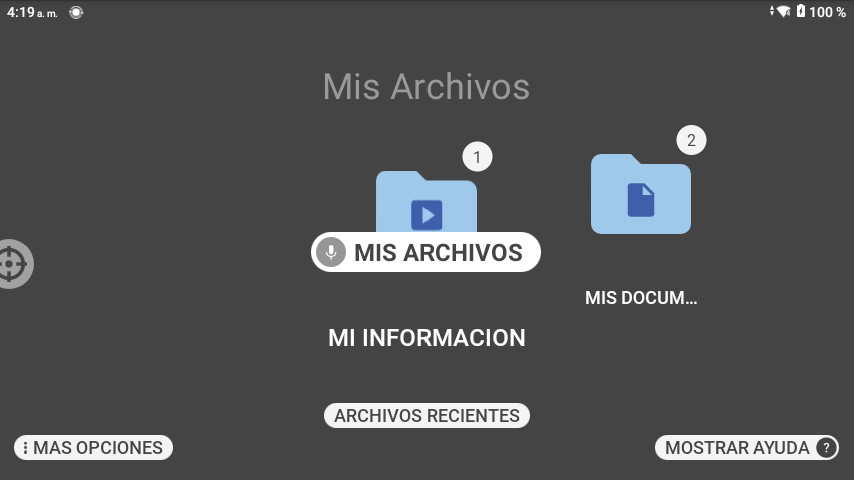 4:19 a. m.
100 %
Mis Archivos
1
2
MIS ARCHIVOS
MIS DOCUM...
MI INFORMACION
ARCHIVOS RECIENTES
MAS OPCIONES
MOSTRAR AYUDA ?